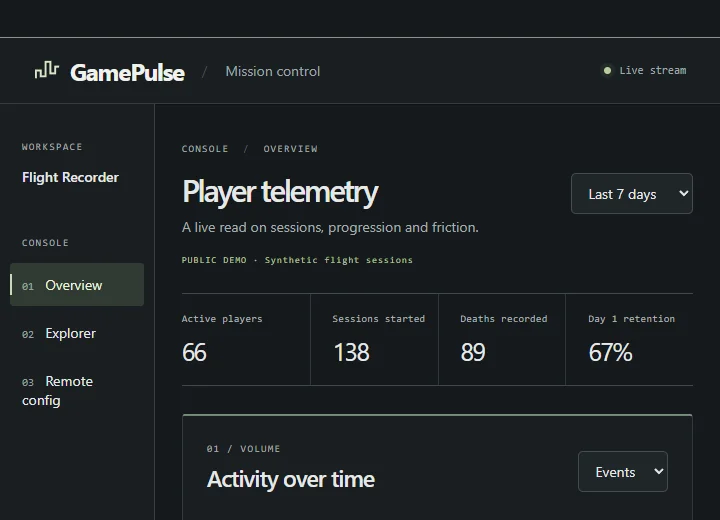 GamePulse / Mission control
Live stream
WORKSPACE
Flight Recorder
CONSOLE
01 Overview
02 Explorer
03 Remote
config
CONSOLE / OVERVIEW
Player telemetry
Last 7 days
A live read on sessions, progression and friction.
PUBLIC DEMO · Synthetic flight sessions
Active players
66
Sessions started
138
Deaths recorded
89
Day 1 retention
67%
01 / VOLUME
Activity over time
Events